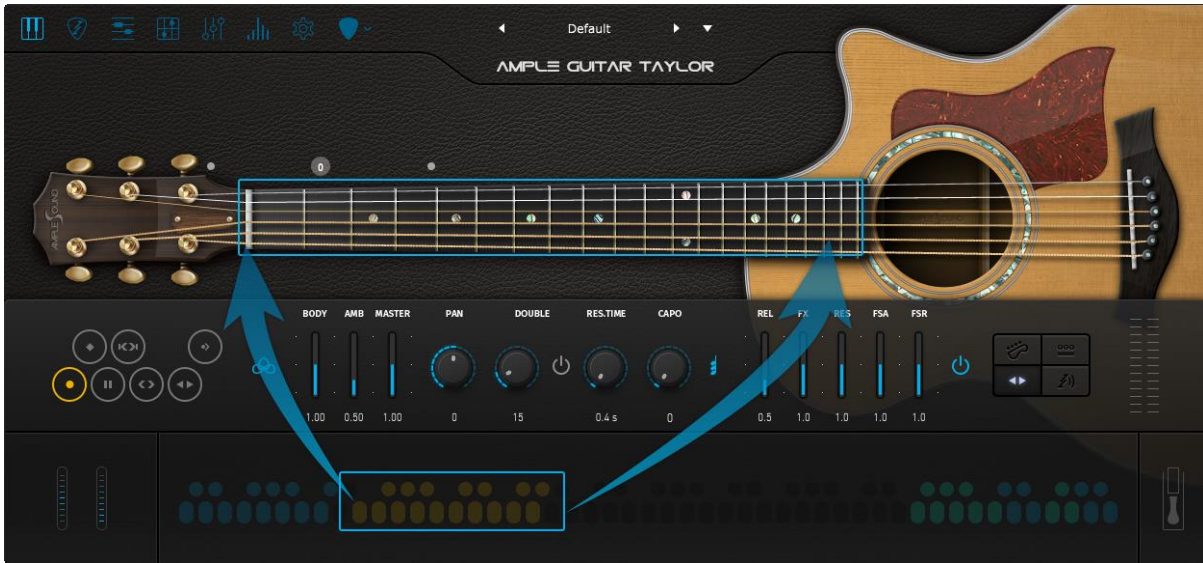 Default
AMPLE GUITAR TAYLOR
0
AMPLE SOUND
BODY AMB MASTER PAN DOUBLE RES.TIME CAPO REL FX RES FSA FSR
1.00 0.50 1.00 0 15 0.4 s 0 0.5 1.0 1.0 1.0 1.0